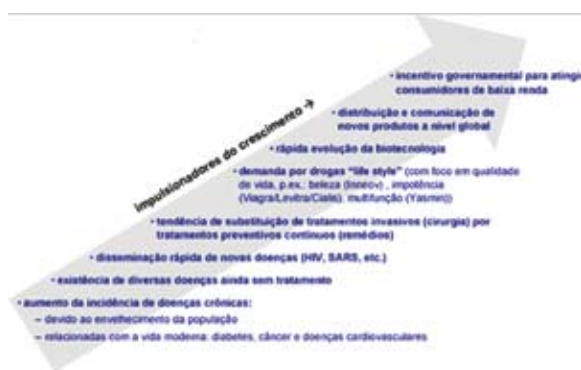 impulsionadores do crescimento →
• incentivo governamental para atingir
consumidores de baixa renda
• distribuição e comunicação de
novos produtos a nível global
• rápida evolução da biotecnologia
• demanda por drogas "life style" (com foco em qualidade
de vida, p.ex.: beleza (Inneov), impotência
(Viagra/Levitra/Cialis), multifunção (Yasmin))
• tendência de substituição de tratamentos invasivos (cirurgia) por
tratamentos preventivos contínuos (remédios)
• disseminação rápida de novas doenças (HIV, SARS, etc.)
• existência de diversas doenças ainda sem tratamento
• aumento da incidência de doenças crônicas:
– devido ao envelhecimento da população
– relacionadas com a vida moderna: diabetes, câncer e doenças cardiovasculares